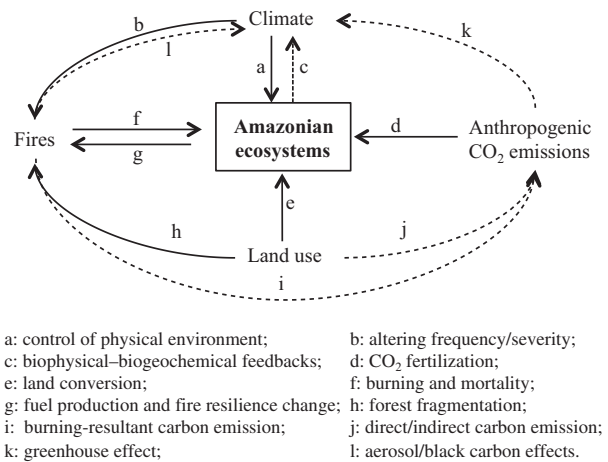 Climate
b
l
k
a
c
f
Fires
g
Amazonian
ecosystems
d
Anthropogenic
CO₂ emissions
e
h
j
Land use
i
a: control of physical environment;
b: altering frequency/severity;
c: biophysical–biogeochemical feedbacks;
d: CO₂ fertilization;
e: land conversion;
f: burning and mortality;
g: fuel production and fire resilience change;
h: forest fragmentation;
i: burning-resultant carbon emission;
j: direct/indirect carbon emission;
k: greenhouse effect;
l: aerosol/black carbon effects.